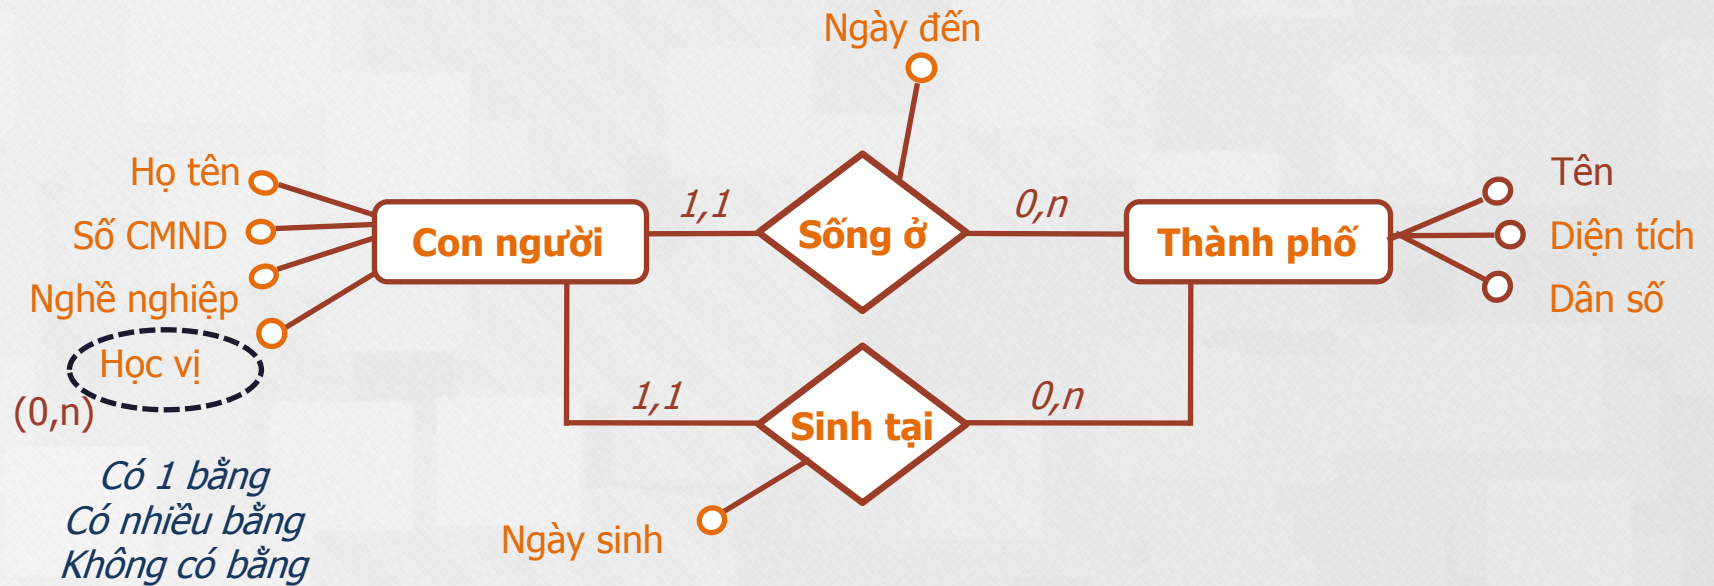 Ngày đến
Họ tên
Số CMND
Nghề nghiệp
Học vị
(0,n)
Có 1 bằng
Có nhiều bằng
Không có bằng
Con người
1,1
Sống ở
0,n
Thành phố
Tên
Diện tích
Dân số
1,1
Sinh tại
0,n
Ngày sinh